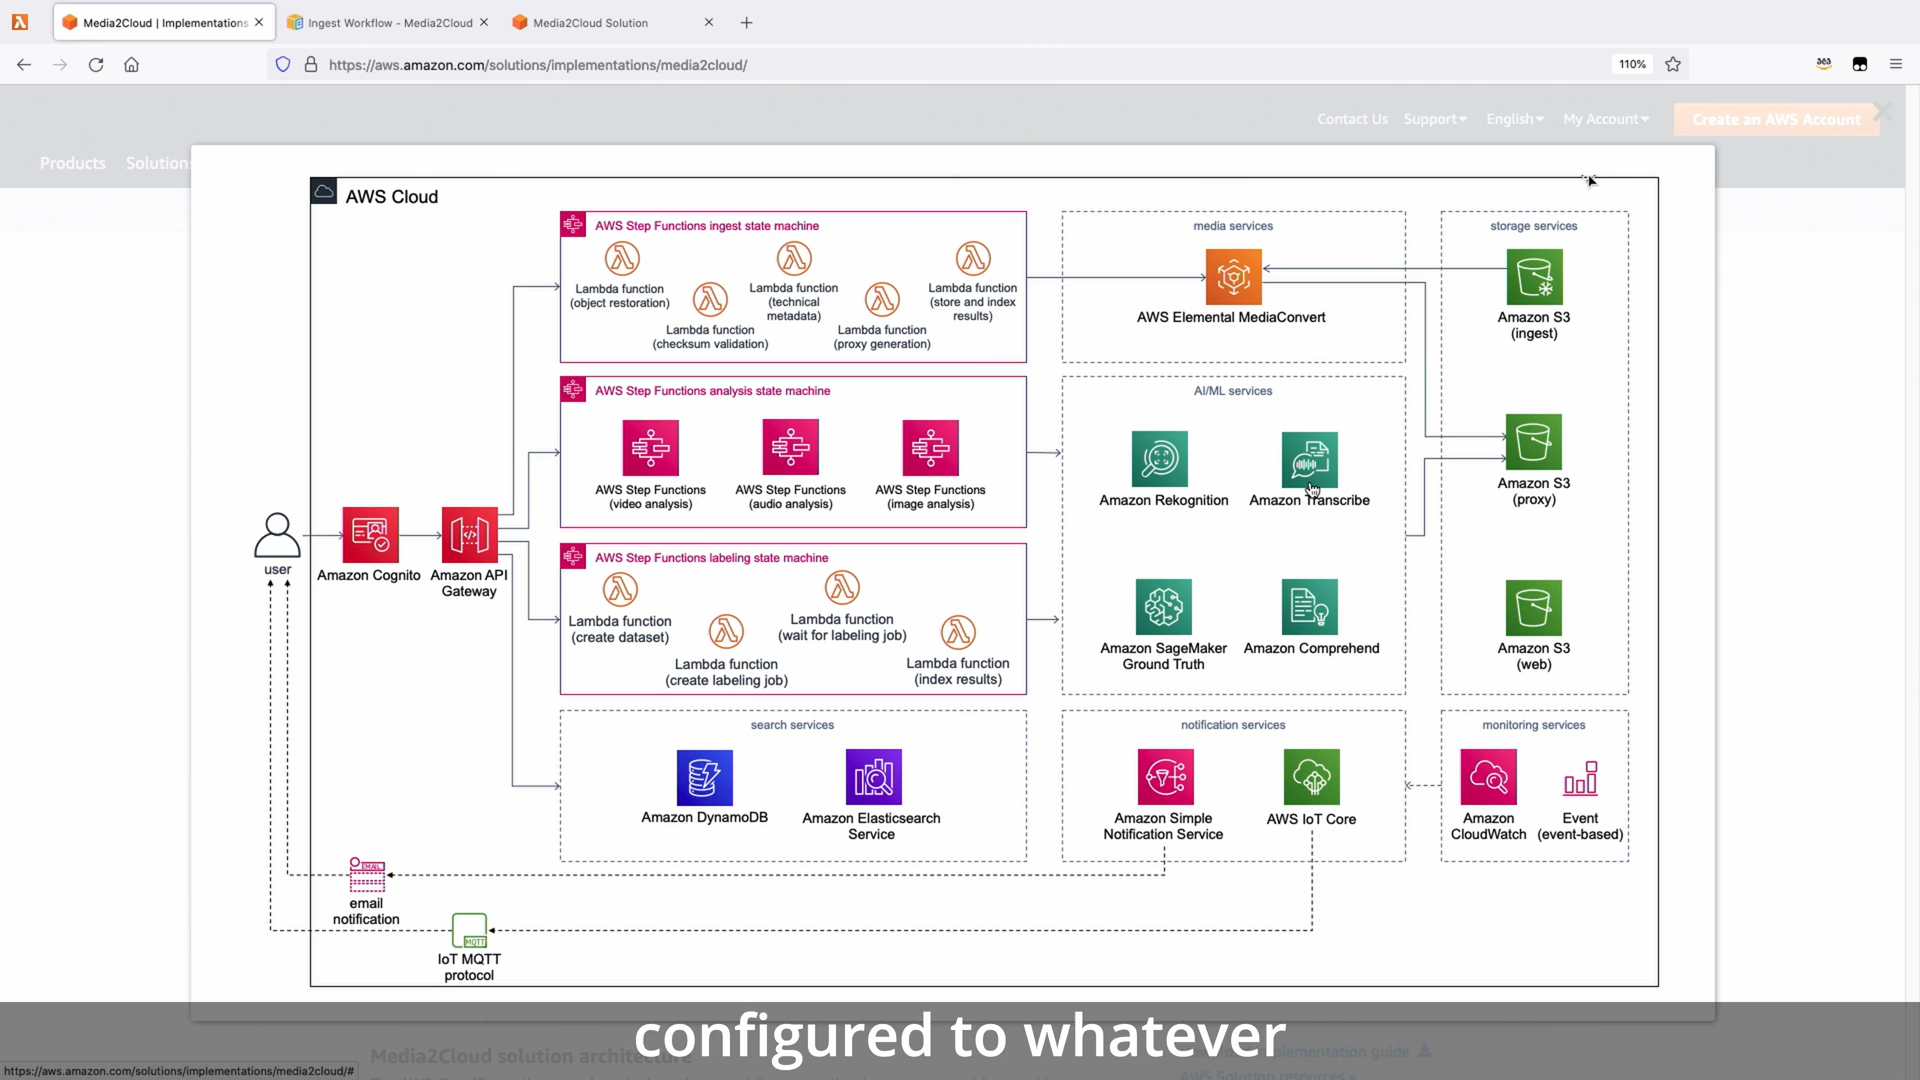 Media2Cloud | Implementations
Ingest Workflow - Media2Cloud
Media2Cloud Solution
https://aws.amazon.com/solutions/implementations/media2cloud/
110%
Contact Us
Support
English
My Account
Create an AWS Account
Products
Solutions
AWS Cloud
AWS Step Functions ingest state machine
Lambda function
(object restoration)
Lambda function
(checksum validation)
Lambda function
(technical
metadata)
Lambda function
(proxy generation)
Lambda function
(store and index
results)
media services
AWS Elemental MediaConvert
storage services
Amazon S3
(ingest)
Amazon S3
(proxy)
Amazon S3
(web)
AWS Step Functions analysis state machine
AWS Step Functions
(video analysis)
AWS Step Functions
(audio analysis)
AWS Step Functions
(image analysis)
AI/ML services
Amazon Rekognition
Amazon Transcribe
Amazon SageMaker
Ground Truth
Amazon Comprehend
user
Amazon Cognito
Amazon API
Gateway
AWS Step Functions labeling state machine
Lambda function
(create dataset)
Lambda function
(create labeling job)
Lambda function
(wait for labeling job)
Lambda function
(index results)
search services
Amazon DynamoDB
Amazon Elasticsearch
Service
notification services
Amazon Simple
Notification Service
AWS IoT Core
monitoring services
Amazon
CloudWatch
Event
(event-based)
EMAIL
email
notification
MQTT
IoT MQTT
protocol
configured to whatever
Media2Cloud solution architecture
implementation guide
AWS Solution resources
https://aws.amazon.com/solutions/implementations/media2cloud/#